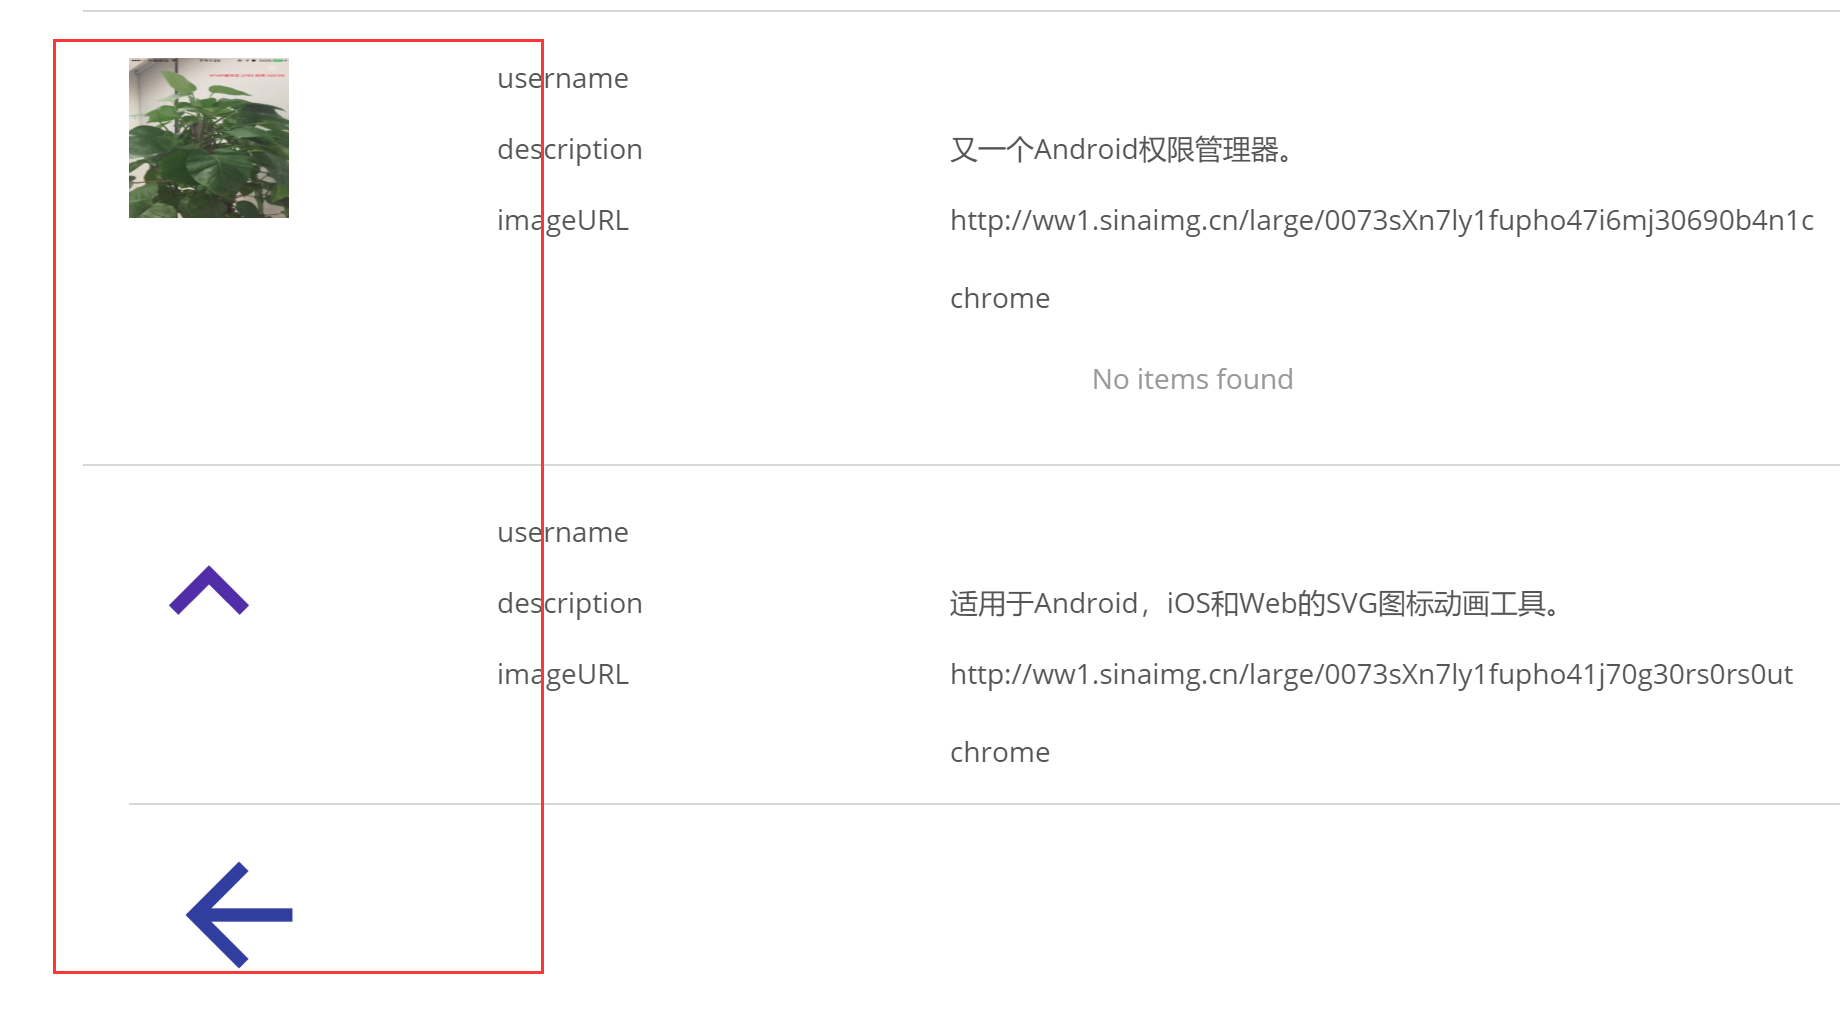 username
description 又一个Android权限管理器。
imageURL http://ww1.sinaimg.cn/large/0073sXn7ly1fupho47i6mj30690b4n1c
chrome
No items found
username
description 适用于Android，iOS和Web的SVG图标动画工具。
imageURL http://ww1.sinaimg.cn/large/0073sXn7ly1fupho41j70g30rs0rs0ut
chrome